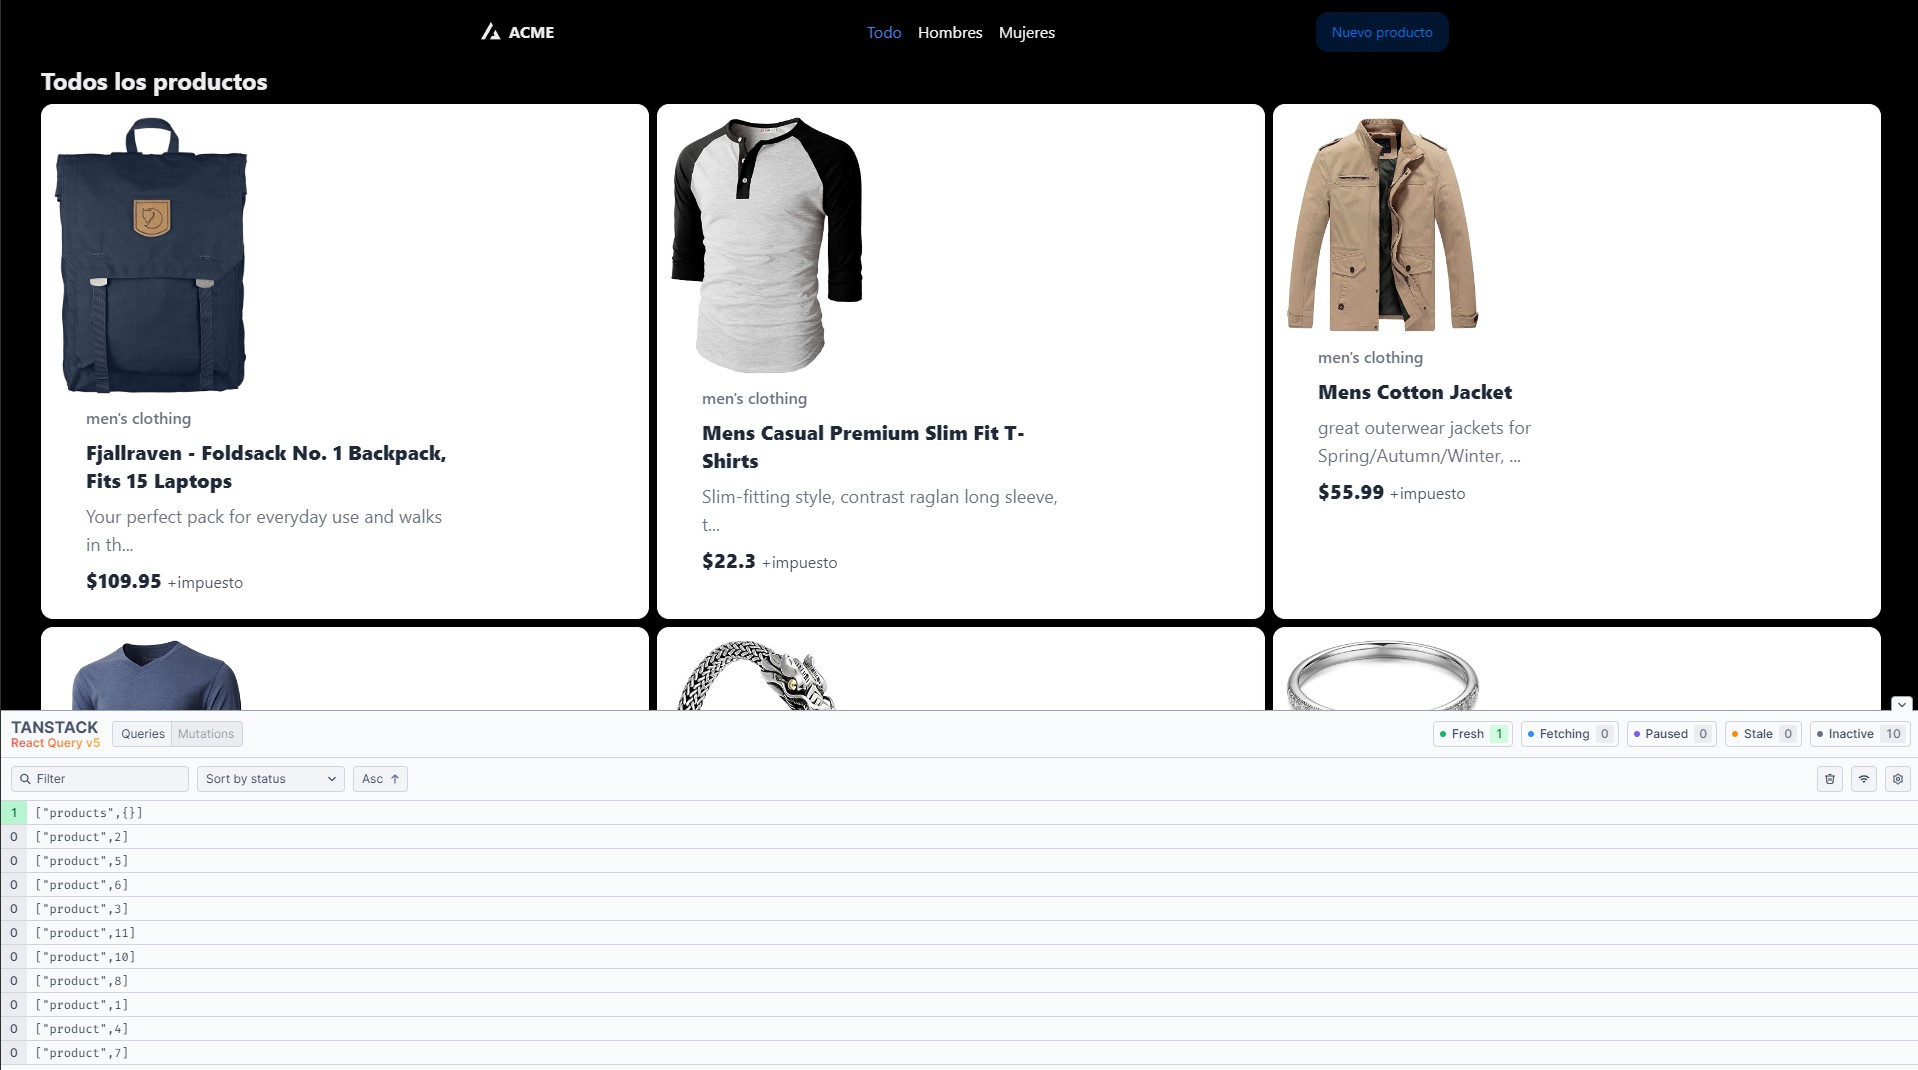 ACME
Todo
Hombres
Mujeres
Nuevo producto
Todos los productos
men's clothing
Fjallraven - Foldsack No. 1 Backpack,
Fits 15 Laptops
Your perfect pack for everyday use and walks
in th...
$109.95 +impuesto
men's clothing
Mens Casual Premium Slim Fit T-
Shirts
Slim-fitting style, contrast raglan long sleeve,
t...
$22.3 +impuesto
men's clothing
Mens Cotton Jacket
great outerwear jackets for
Spring/Autumn/Winter, ...
$55.99 +impuesto
TANSTACK
React Query v5
Queries
Mutations
Fresh 1
Fetching 0
Paused 0
Stale 0
Inactive 10
Filter
Sort by status
Asc ↑
1 ["products",{}]
0 ["product",2]
0 ["product",5]
0 ["product",6]
0 ["product",3]
0 ["product",11]
0 ["product",10]
0 ["product",8]
0 ["product",1]
0 ["product",4]
0 ["product",7]